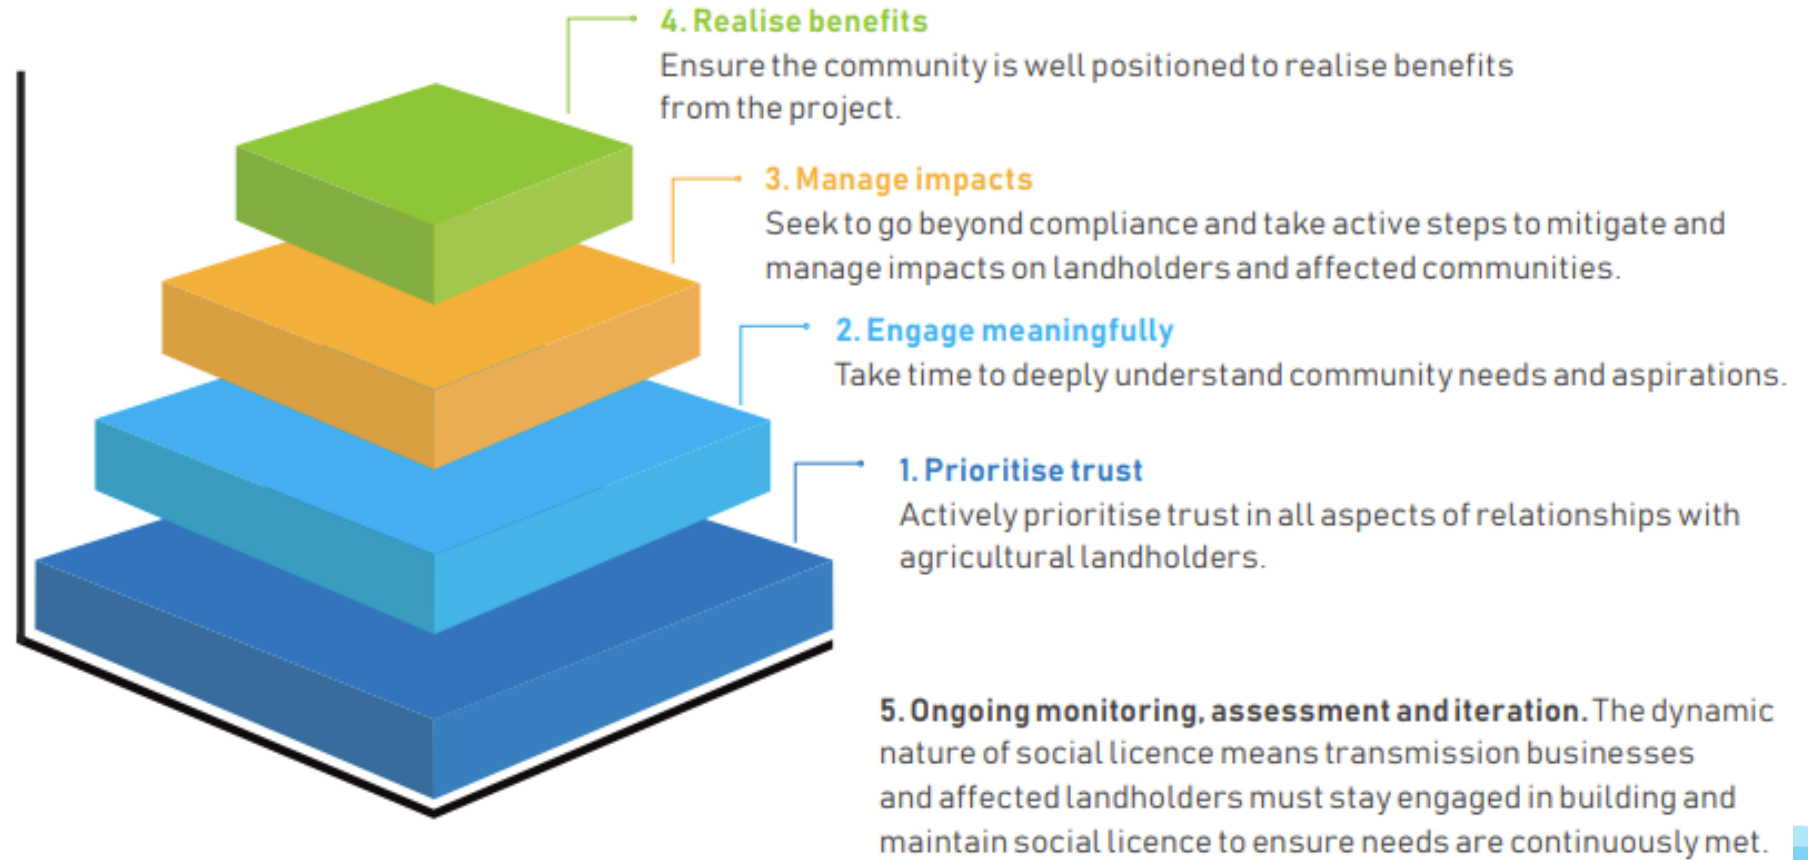 4. Realise benefits
Ensure the community is well positioned to realise benefits
from the project.
3. Manage impacts
Seek to go beyond compliance and take active steps to mitigate and
manage impacts on landholders and affected communities.
2. Engage meaningfully
Take time to deeply understand community needs and aspirations.
1. Prioritise trust
Actively prioritise trust in all aspects of relationships with
agricultural landholders.
5. Ongoing monitoring, assessment and iteration. The dynamic
nature of social licence means transmission businesses
and affected landholders must stay engaged in building and
maintain social licence to ensure needs are continuously met.